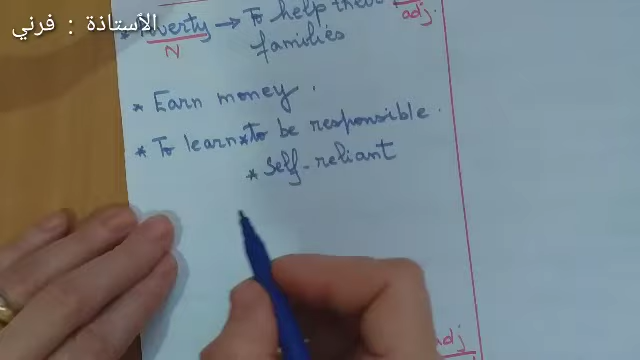 الأستاذة : فرني
* Poverty → To help their
adj.
N
families
* Earn money.
* To learn * to be responsible.
* Self-reliant
adj